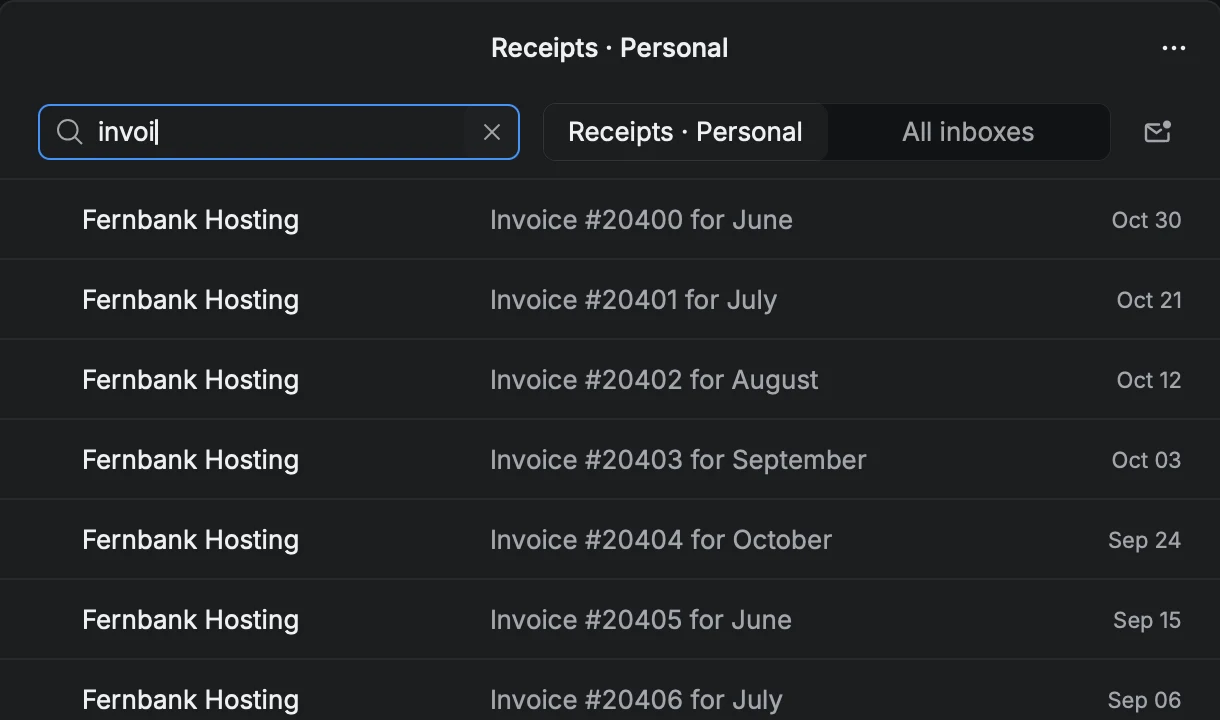 Receipts · Personal
invoi
Receipts · Personal
All inboxes
Fernbank Hosting Invoice #20400 for June Oct 30
Fernbank Hosting Invoice #20401 for July Oct 21
Fernbank Hosting Invoice #20402 for August Oct 12
Fernbank Hosting Invoice #20403 for September Oct 03
Fernbank Hosting Invoice #20404 for October Sep 24
Fernbank Hosting Invoice #20405 for June Sep 15
Fernbank Hosting Invoice #20406 for July Sep 06